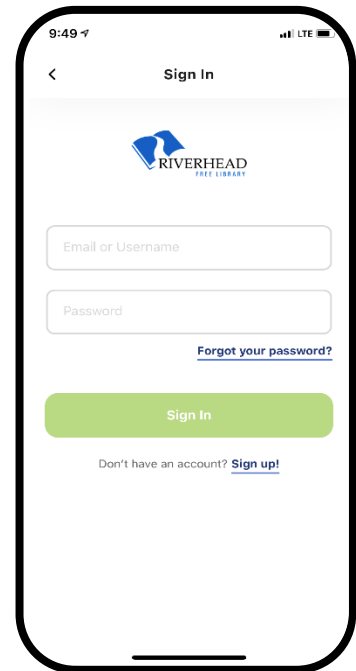 9:49 LTE
Sign In
RIVERHEAD
FREE LIBRARY
Email or Username
Password
Forgot your password?
Sign In
Don't have an account? Sign up!